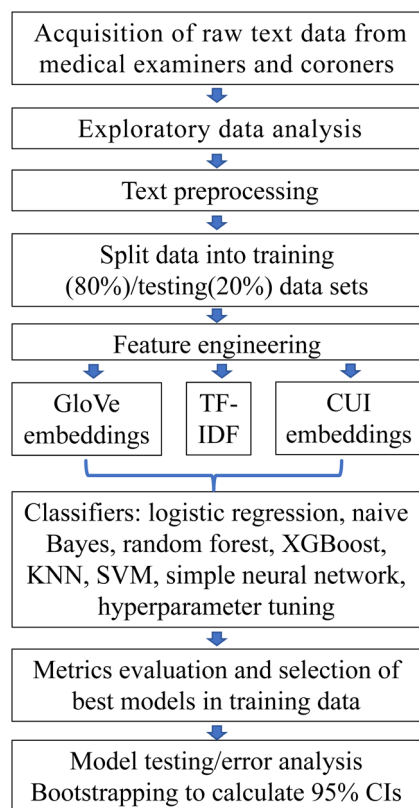 Acquisition of raw text data from
medical examiners and coroners
Exploratory data analysis
Text preprocessing
Split data into training
(80%)/testing(20%) data sets
Feature engineering
GloVe
embeddings
TF-
IDF
CUI
embeddings
Classifiers: logistic regression, naive
Bayes, random forest, XGBoost,
KNN, SVM, simple neural network,
hyperparameter tuning
Metrics evaluation and selection of
best models in training data
Model testing/error analysis
Bootstrapping to calculate 95% CIs